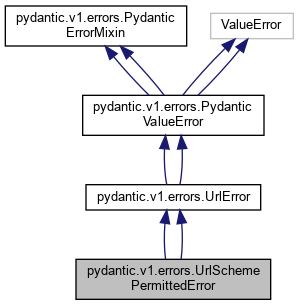 pydantic.v1.errors.Pydantic
ErrorMixin
ValueError
pydantic.v1.errors.Pydantic
ValueError
pydantic.v1.errors.UrlError
pydantic.v1.errors.UrlScheme
PermittedError